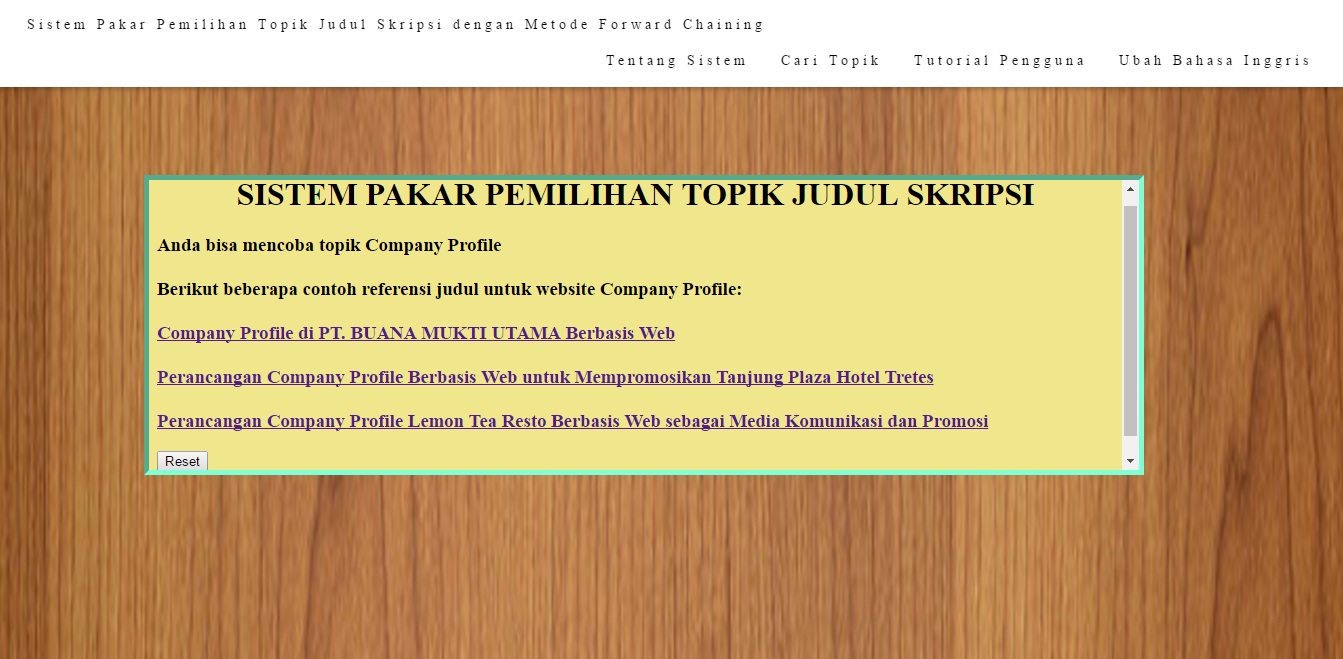 Sistem Pakar Pemilihan Topik Judul Skripsi dengan Metode Forward Chaining
Tentang Sistem Cari Topik Tutorial Pengguna Ubah Bahasa Inggris
SISTEM PAKAR PEMILIHAN TOPIK JUDUL SKRIPSI
Anda bisa mencoba topik Company Profile
Berikut beberapa contoh referensi judul untuk website Company Profile:
Company Profile di PT. BUANA MUKTI UTAMA Berbasis Web
Perancangan Company Profile Berbasis Web untuk Mempromosikan Tanjung Plaza Hotel Tretes
Perancangan Company Profile Lemon Tea Resto Berbasis Web sebagai Media Komunikasi dan Promosi
Reset